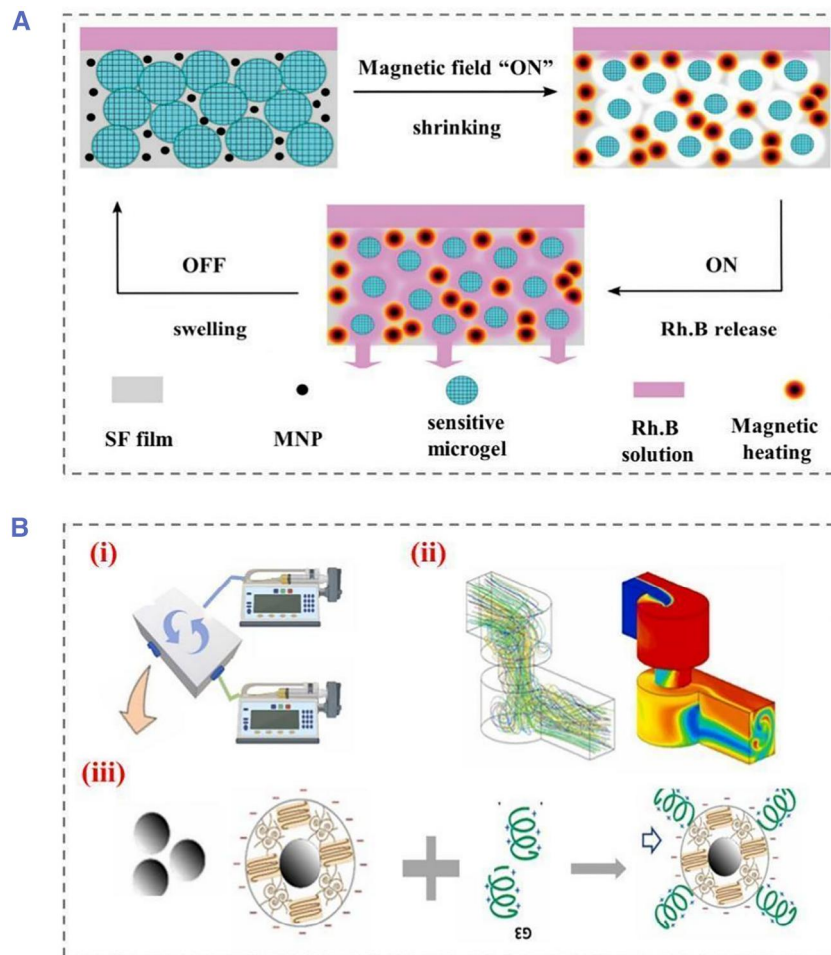 A
Magnetic field “ON”
shrinking
OFF
swelling
ON
Rh.B release
SF film
MNP
sensitive
microgel
Rh.B
solution
Magnetic
heating
B
(i)
(ii)
(iii)
G3